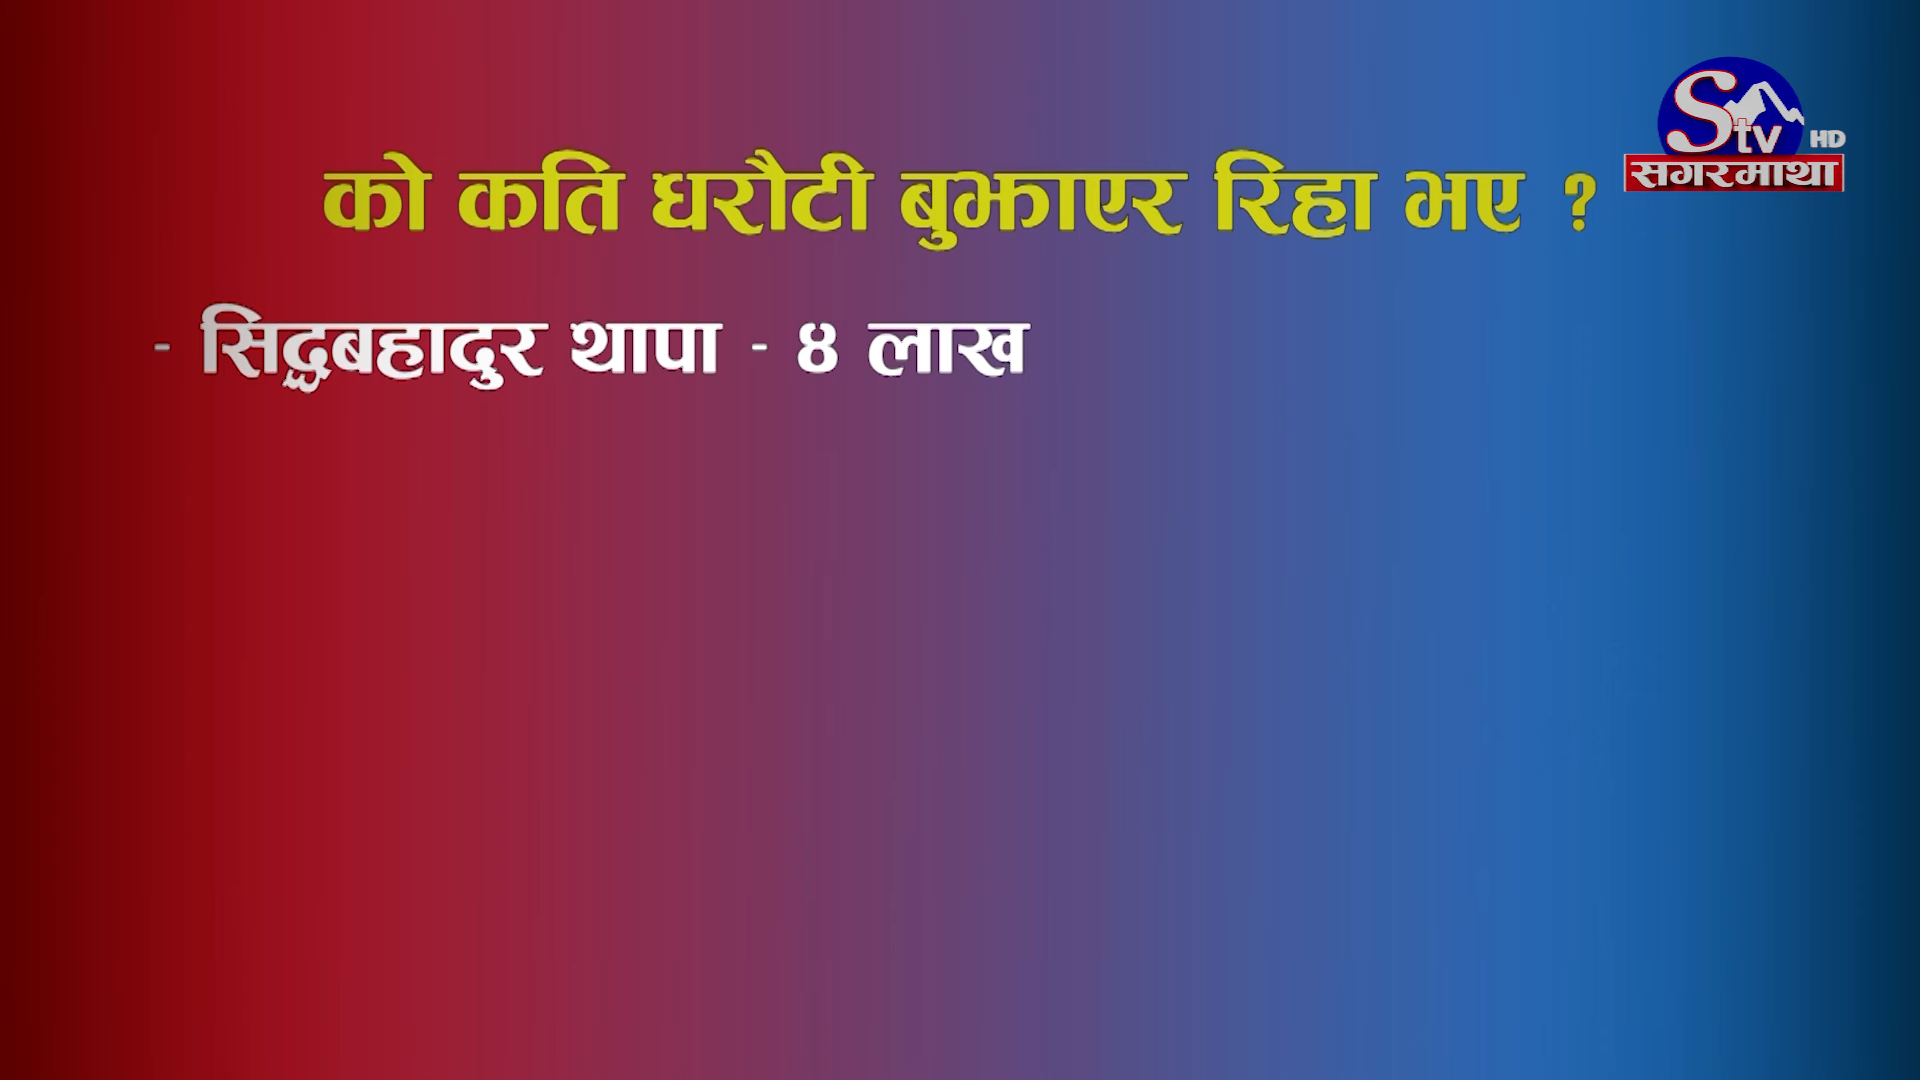 Stv HD
सगरमाथा
को कति धरौटी बुझाएर रिहा भए ?
- सिद्धबहादुर थापा - ४ लाख